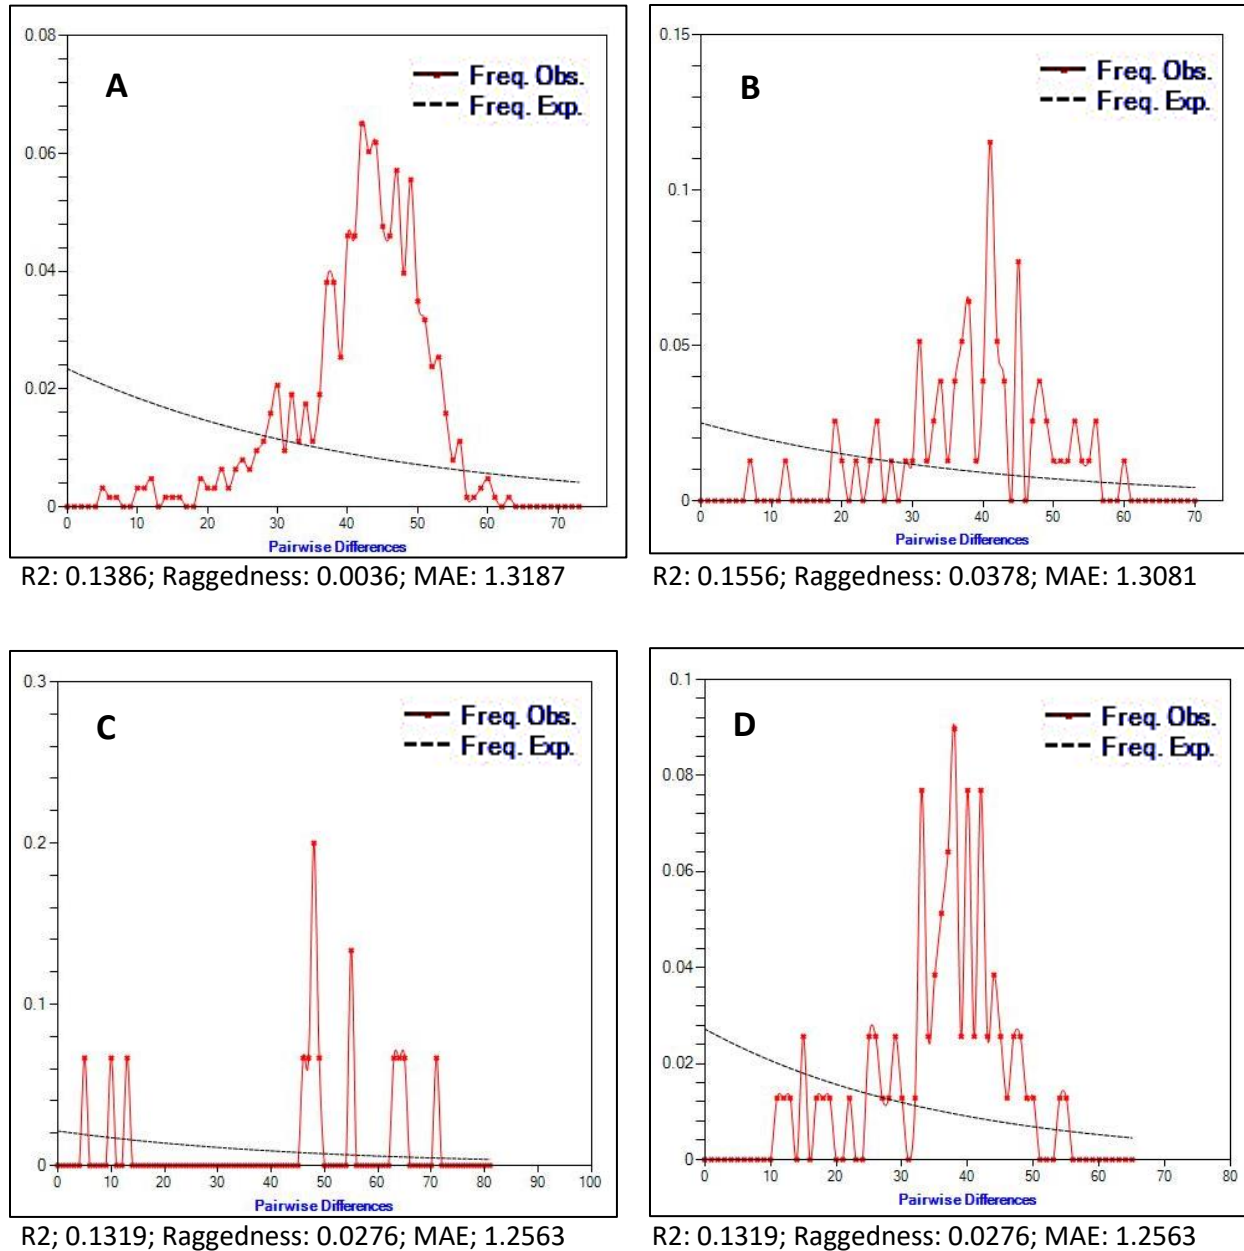 A
Freq. Obs.
Freq. Exp.
0.08
0.06
0.04
0.02
0
0 10 20 30 40 50 60 70
Pairwise Differences
R2: 0.1386; Raggedness: 0.0036; MAE: 1.3187
B
Freq. Obs.
Freq. Exp.
0.15
0.1
0.05
0
0 10 20 30 40 50 60 70
Pairwise Differences
R2: 0.1556; Raggedness: 0.0378; MAE: 1.3081
C
Freq. Obs.
Freq. Exp.
0.3
0.2
0.1
0
0 10 20 30 40 50 60 70 80 90 100
Pairwise Differences
R2; 0.1319; Raggedness: 0.0276; MAE; 1.2563
D
Freq. Obs.
Freq. Exp.
0.1
0.08
0.06
0.04
0.02
0
0 10 20 30 40 50 60 70 80
Pairwise Differences
R2: 0.1319; Raggedness: 0.0276; MAE: 1.2563